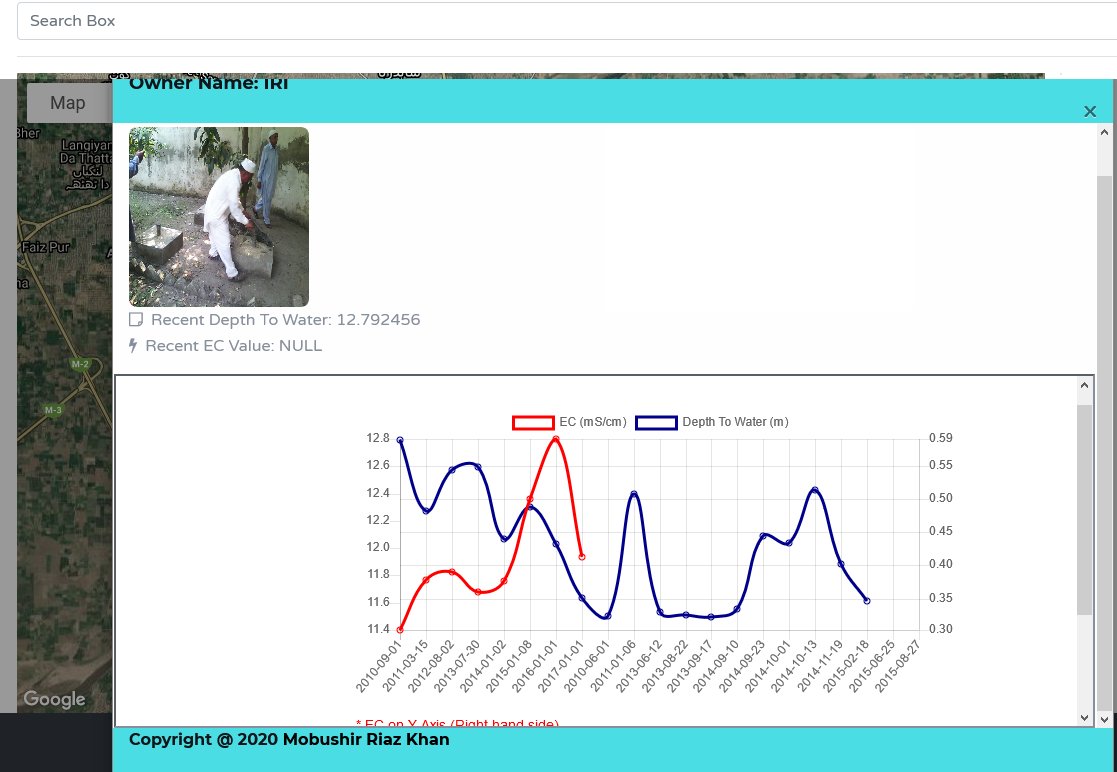 Search Box
Owner Name: IRI
Map
×
Langiyar
Da Thatta
لنگیاں
دا ٹھٹھہ
Faiz Pur
M-2
M-3
Google
Recent Depth To Water: 12.792456
Recent EC Value: NULL
EC (mS/cm) Depth To Water (m)
12.8 0.59
12.6 0.55
12.4 0.50
12.2 0.45
12.0 0.40
11.8 0.35
11.6 0.30
11.4
2010-09-01
2011-03-15
2012-08-02
2013-07-30
2014-01-02
2015-01-08
2016-01-01
2017-01-01
2010-06-01
2011-01-06
2013-06-12
2013-08-22
2013-09-17
2014-09-10
2014-09-23
2014-10-01
2014-10-13
2014-11-19
2015-02-18
2015-06-25
2015-08-27
* EC on Y Axis (Right hand side)
Copyright @ 2020 Mobushir Riaz Khan